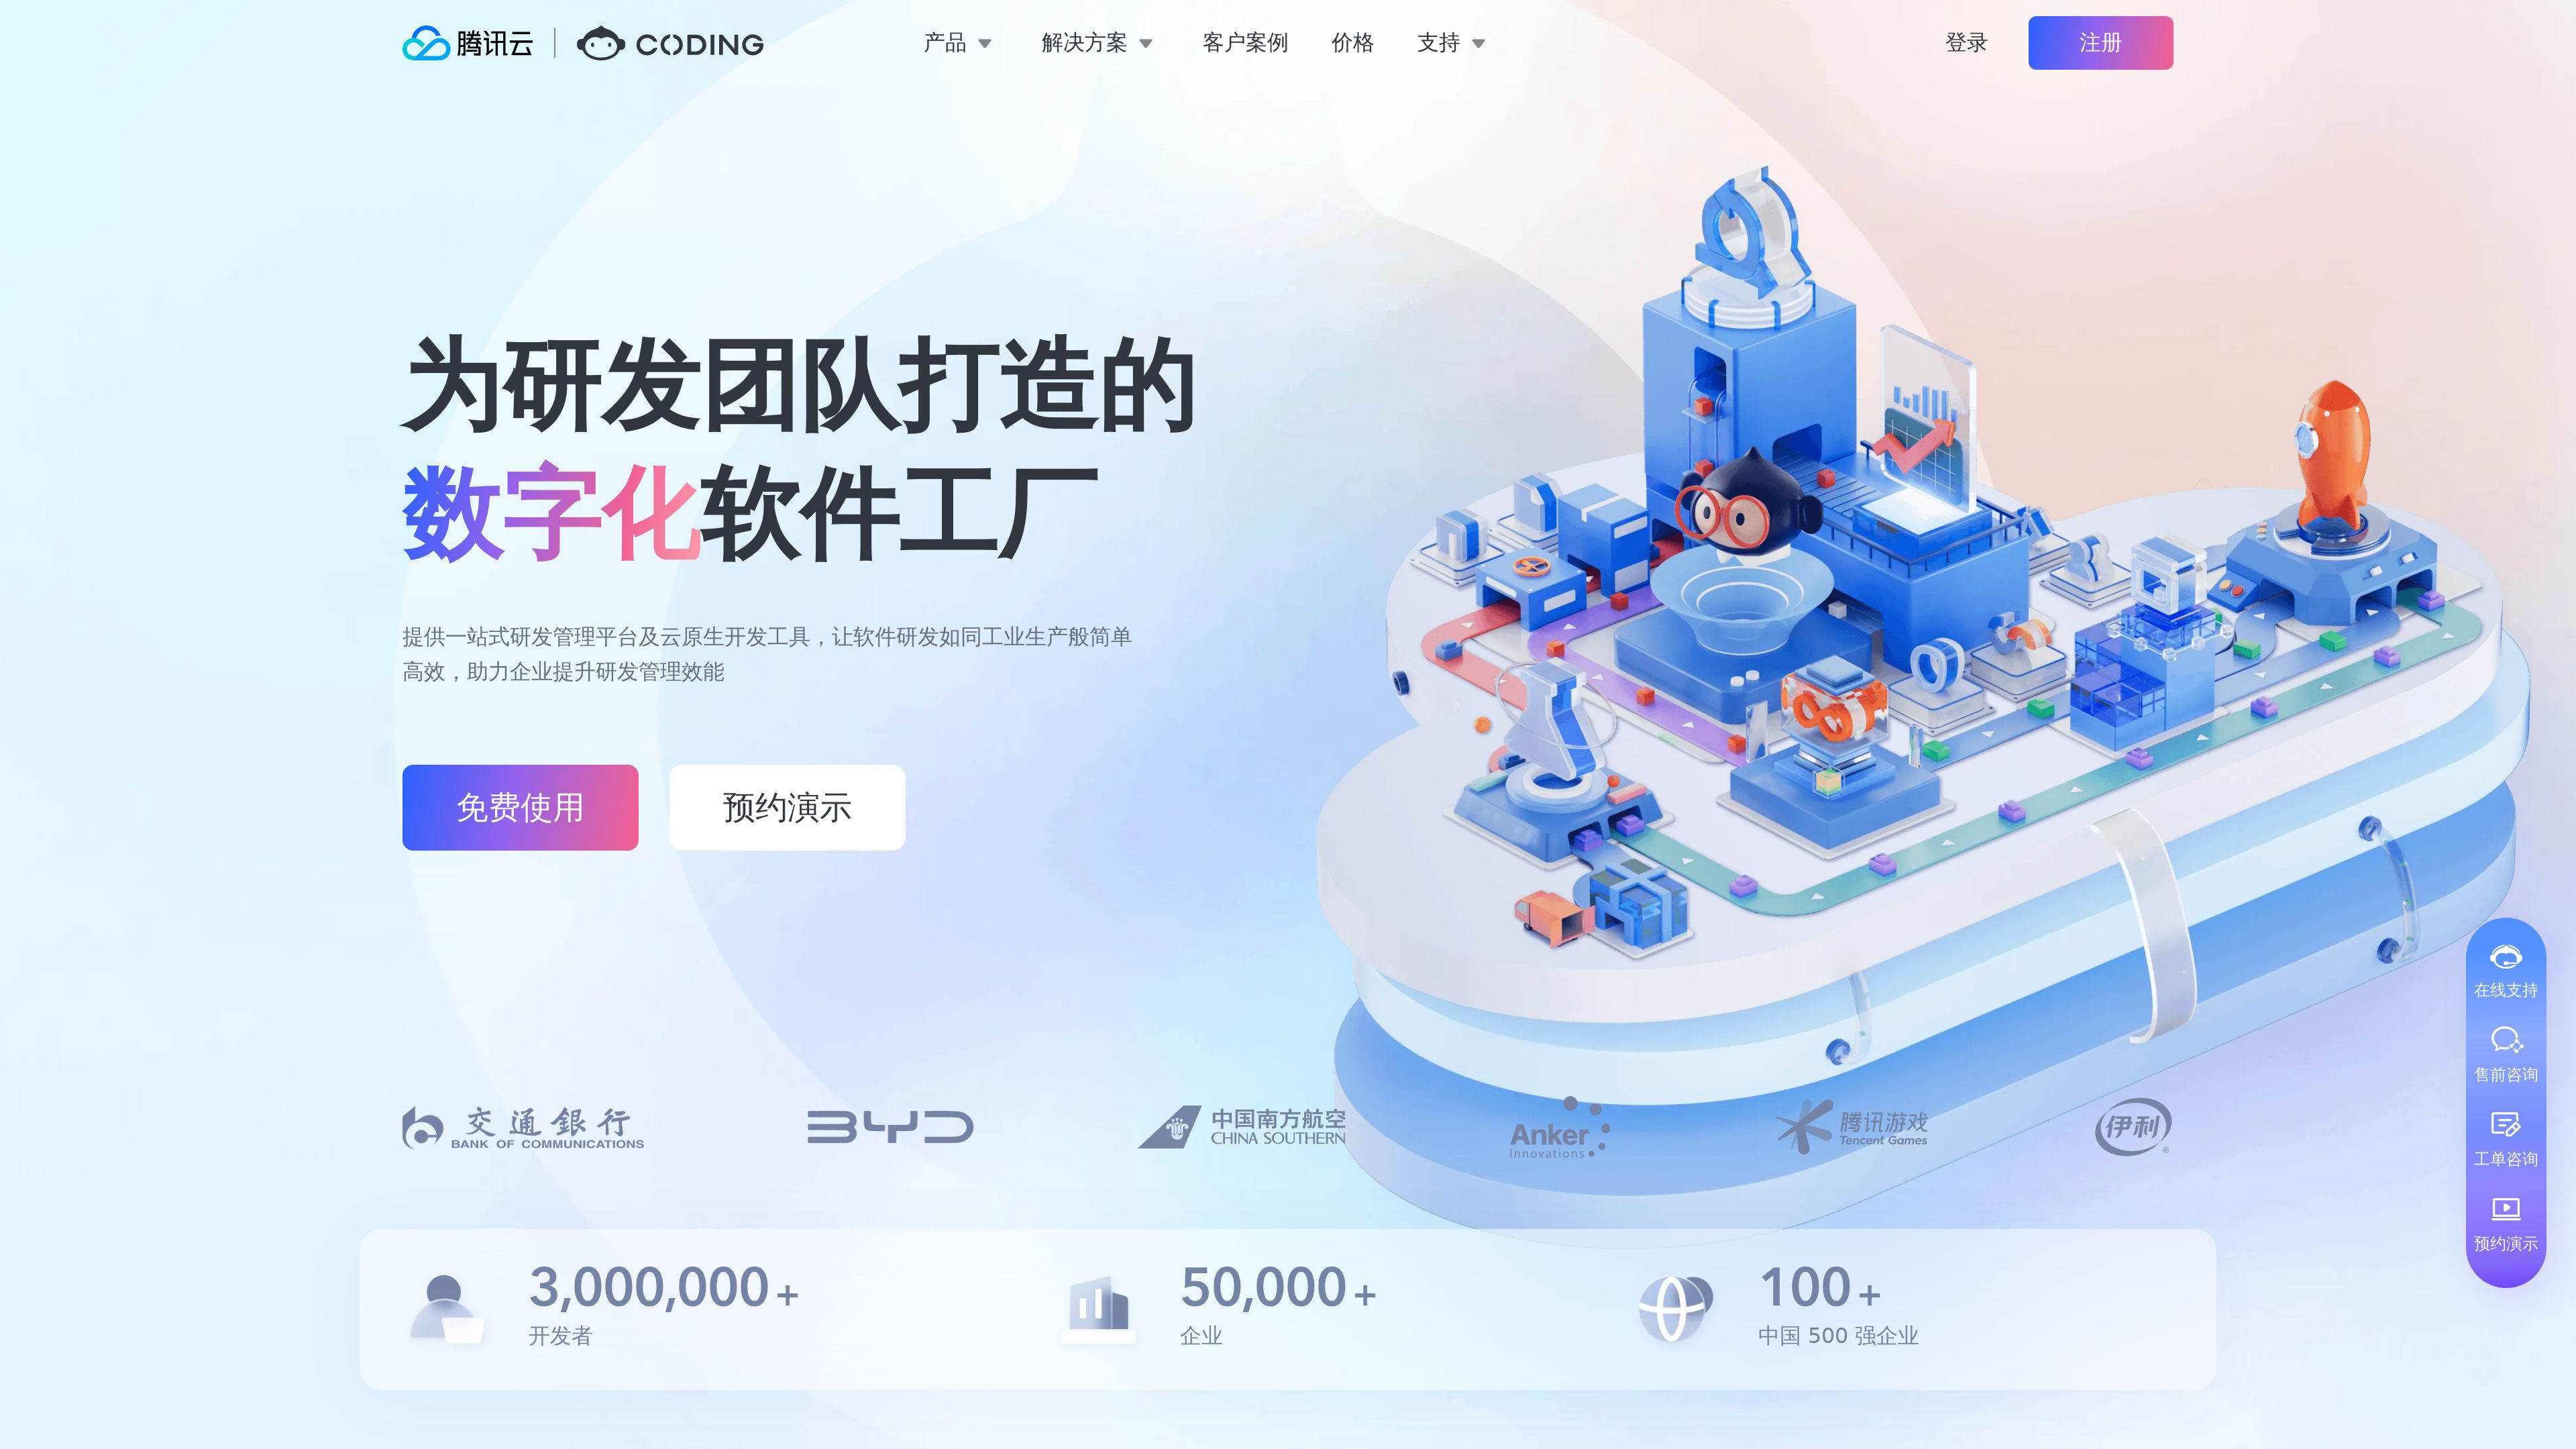 腾讯云 | CODING
产品 解决方案 客户案例 价格 支持 登录 注册
为研发团队打造的
数字化软件工厂
提供一站式研发管理平台及云原生开发工具，让软件研发如同工业生产般简单
高效，助力企业提升研发管理效能
免费使用 预约演示
在线支持
售前咨询
工单咨询
预约演示
交通銀行
BANK OF COMMUNICATIONS
BYD
中国南方航空
CHINA SOUTHERN
Anker
Innovations
腾讯游戏
Tencent Games
伊利®
3,000,000+
开发者
50,000+
企业
100+
中国 500 强企业